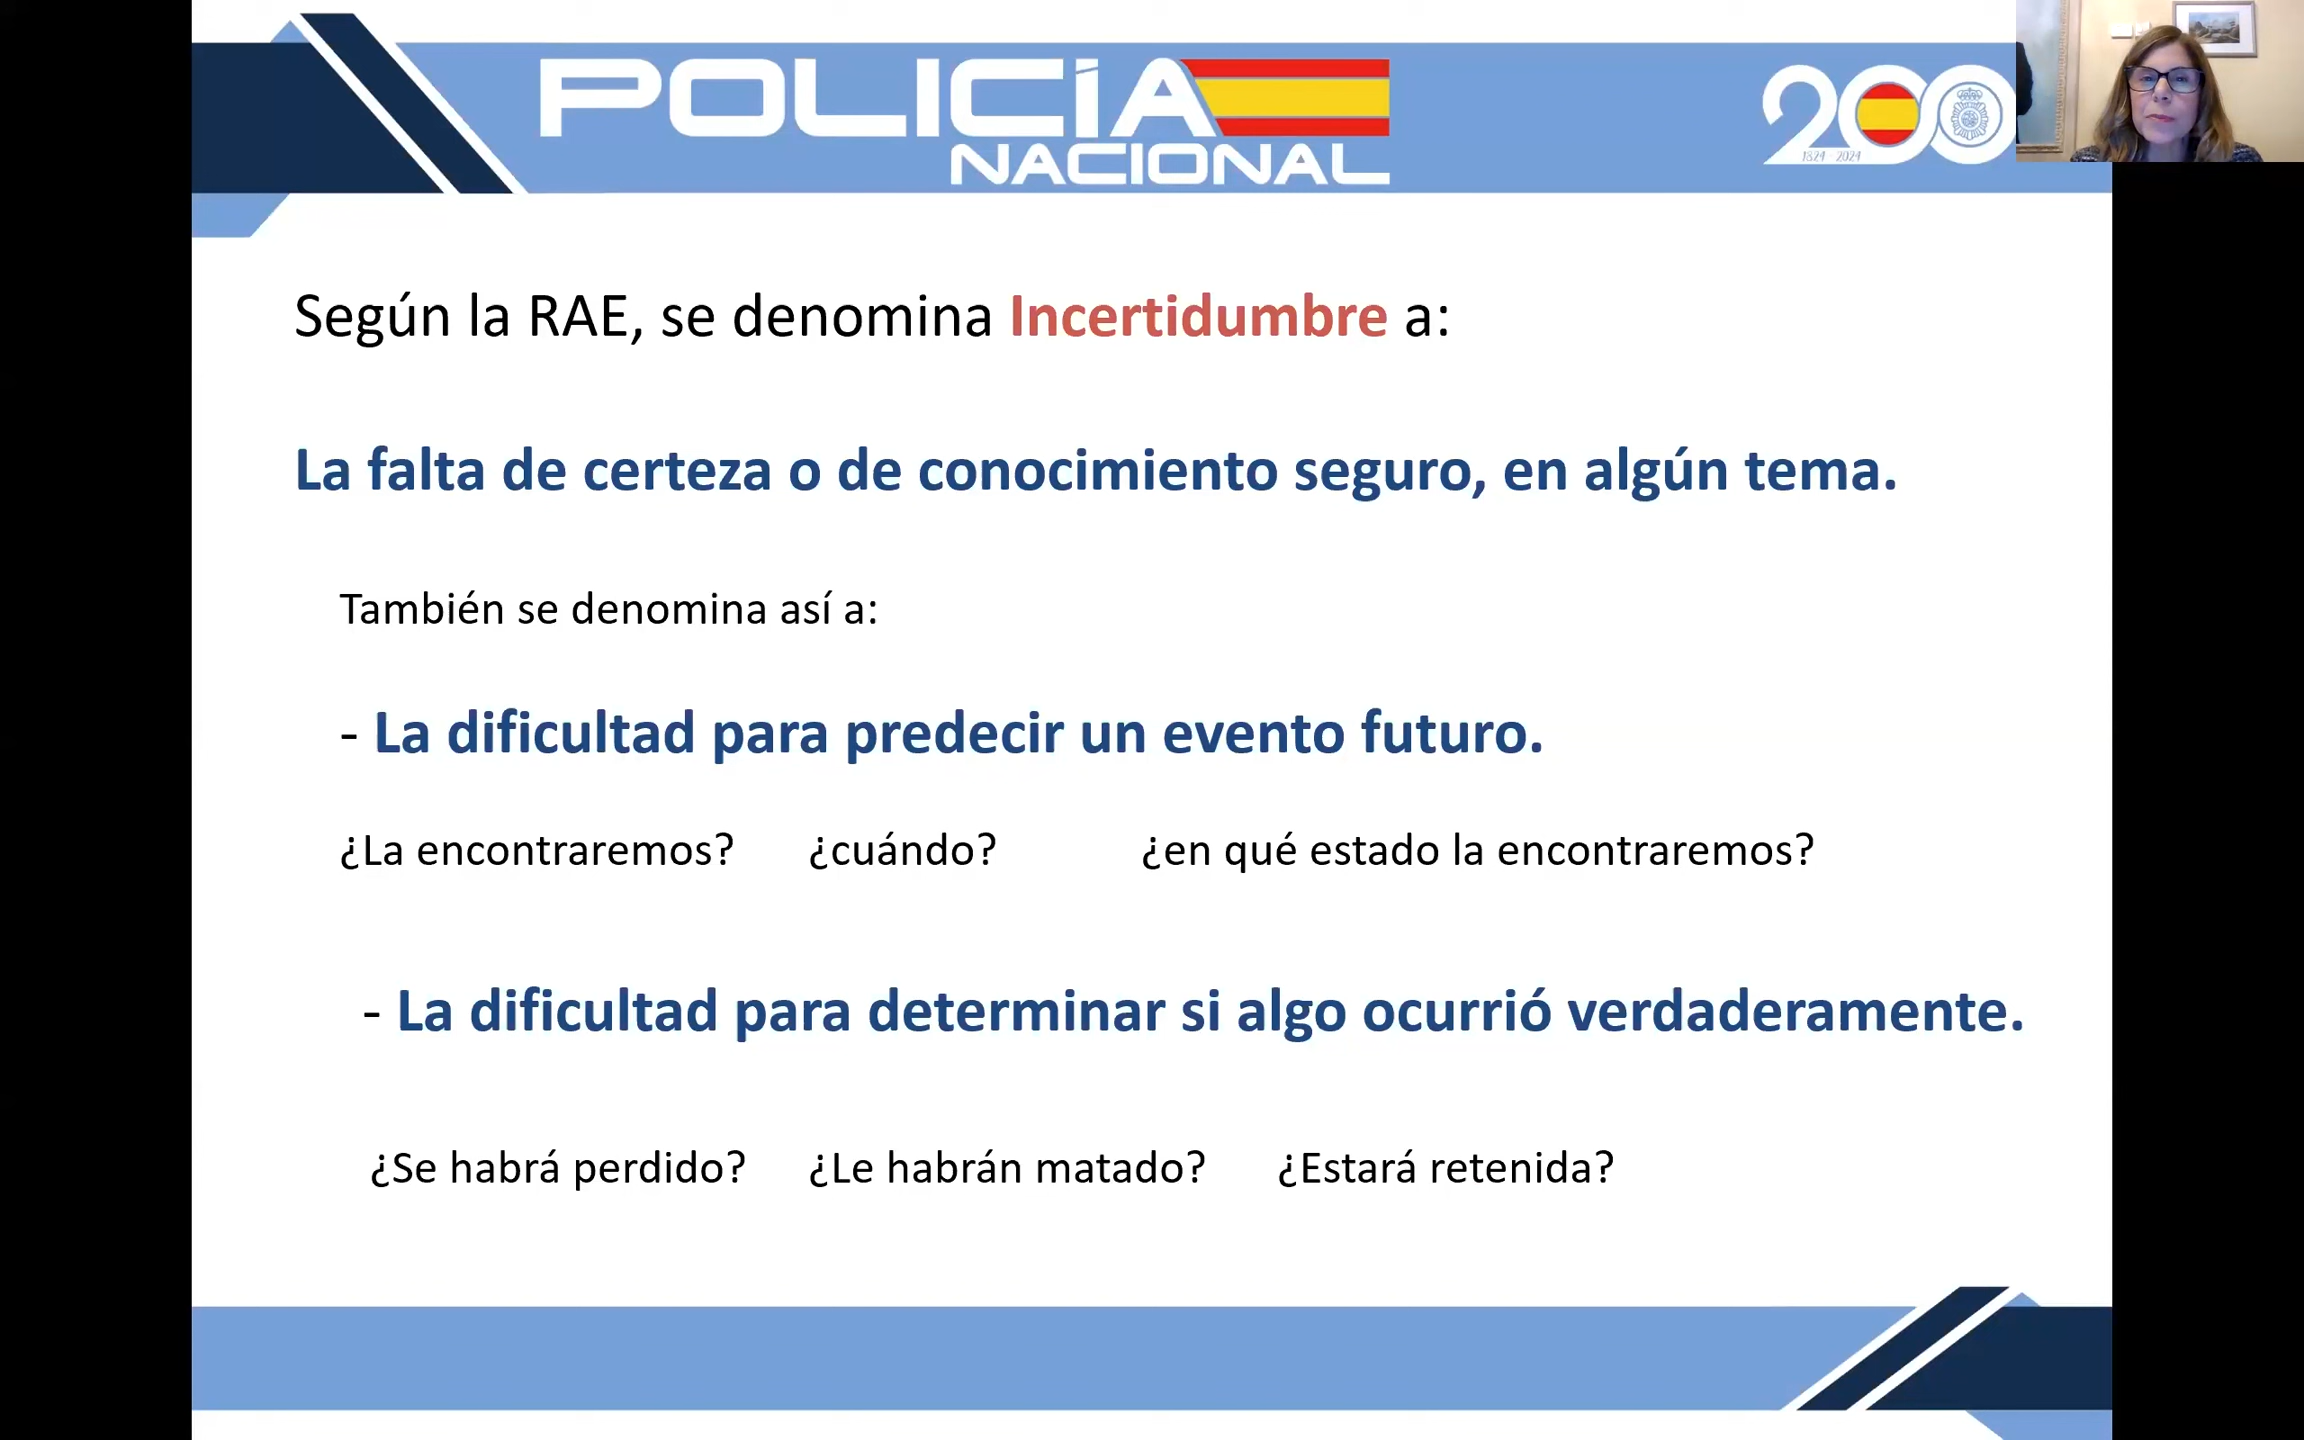 POLICÍA
NACIONAL
200
1824 2024
Según la RAE, se denomina Incertidumbre a:
La falta de certeza o de conocimiento seguro, en algún tema.
También se denomina así a:
- La dificultad para predecir un evento futuro.
¿La encontraremos? ¿cuándo? ¿en qué estado la encontraremos?
- La dificultad para determinar si algo ocurrió verdaderamente.
¿Se habrá perdido? ¿Le habrán matado? ¿Estará retenida?